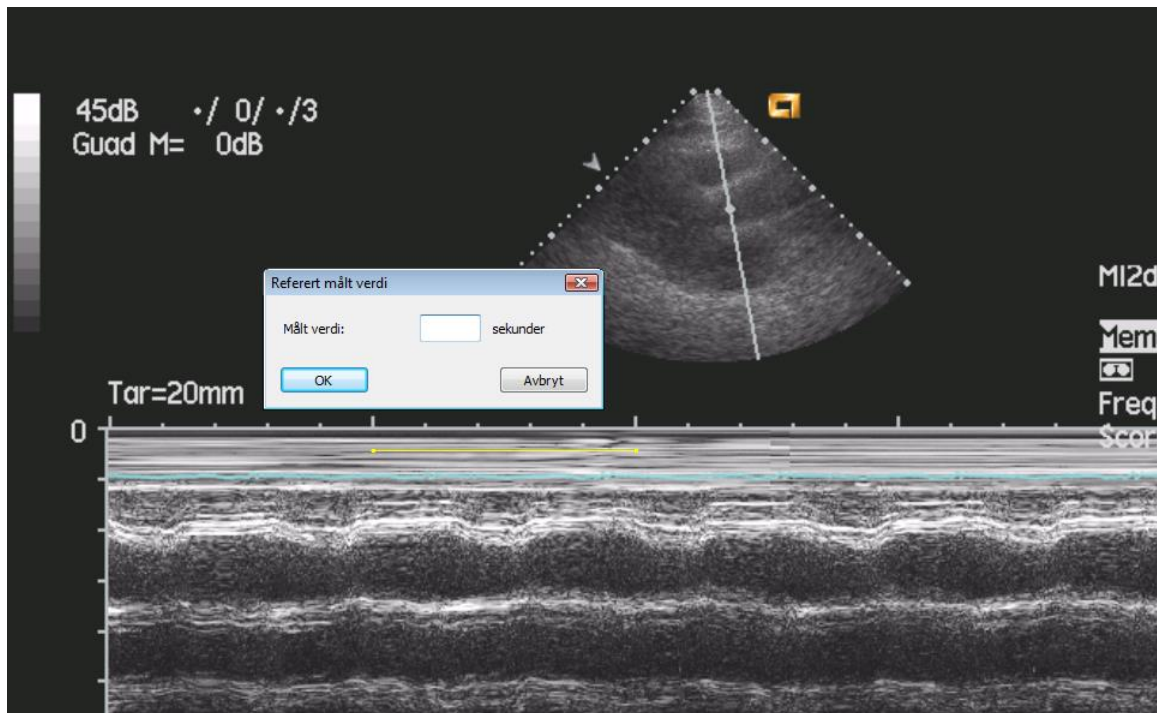 45dB ·/ 0/ ·/3
Guad M= 0dB
Referert målt verdi
Målt verdi: sekunder
OK Avbryt
MI2d
Mem
Tar=20mm
Freq
0
Scor